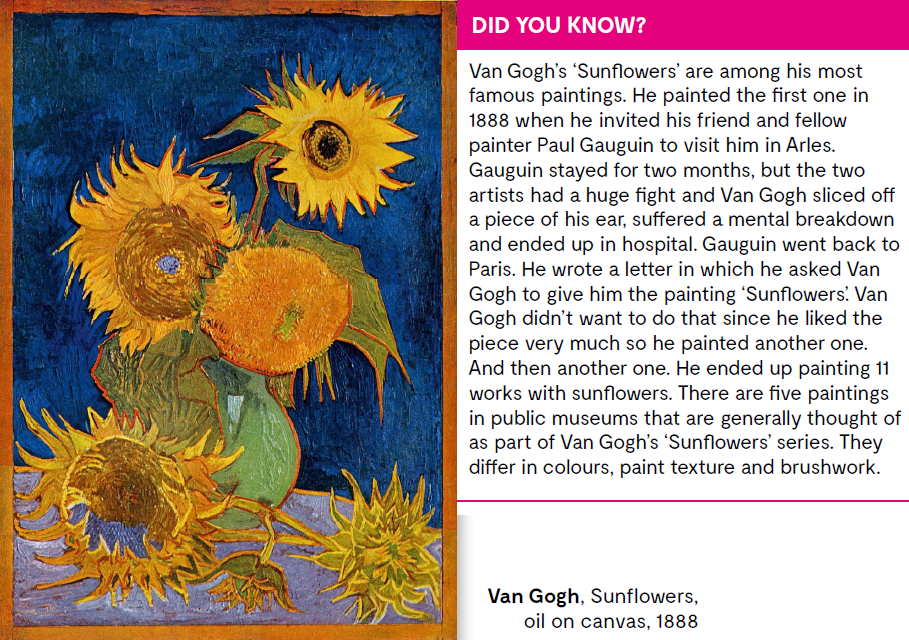 DID YOU KNOW?
Van Gogh's ‘Sunflowers’ are among his most
famous paintings. He painted the first one in
1888 when he invited his friend and fellow
painter Paul Gauguin to visit him in Arles.
Gauguin stayed for two months, but the two
artists had a huge fight and Van Gogh sliced off
a piece of his ear, suffered a mental breakdown
and ended up in hospital. Gauguin went back to
Paris. He wrote a letter in which he asked Van
Gogh to give him the painting ‘Sunflowers’. Van
Gogh didn't want to do that since he liked the
piece very much so he painted another one.
And then another one. He ended up painting 11
works with sunflowers. There are five paintings
in public museums that are generally thought of
as part of Van Gogh's ‘Sunflowers’ series. They
differ in colours, paint texture and brushwork.
Van Gogh, Sunflowers,
oil on canvas, 1888